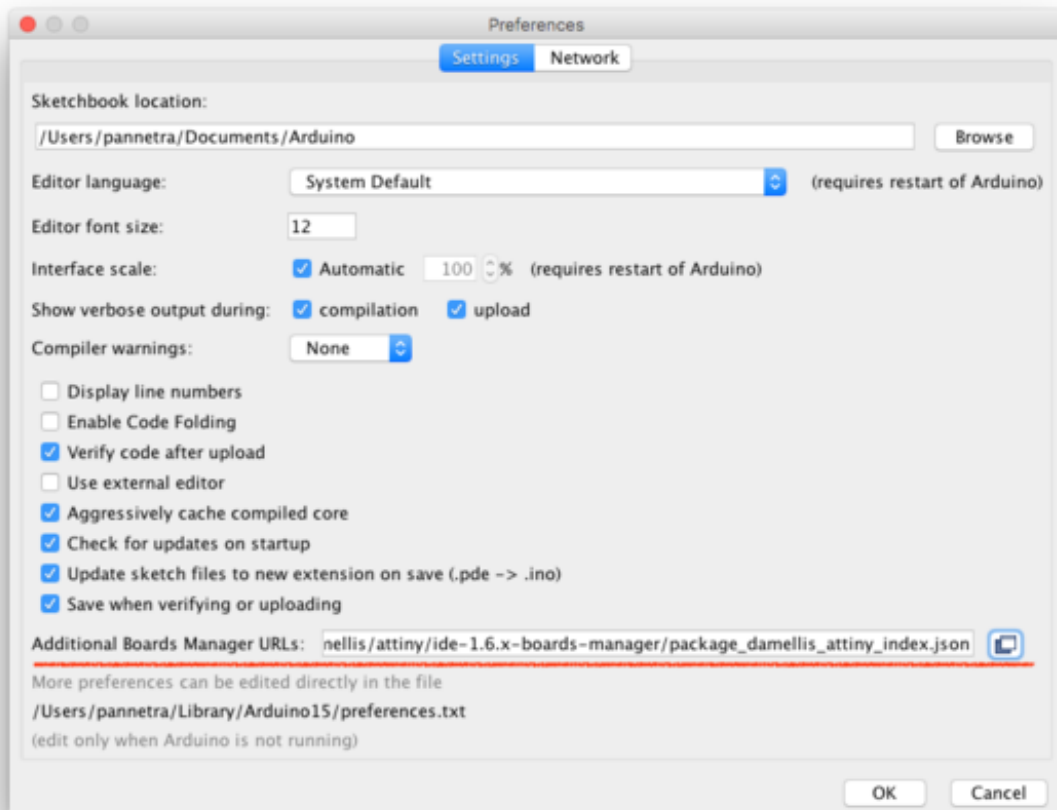 Preferences
Settings Network
Sketchbook location:
/Users/pannetra/Documents/Arduino Browse
Editor language: System Default (requires restart of Arduino)
Editor font size: 12
Interface scale: Automatic 100 % (requires restart of Arduino)
Show verbose output during: compilation upload
Compiler warnings: None
Display line numbers
Enable Code Folding
Verify code after upload
Use external editor
Aggressively cache compiled core
Check for updates on startup
Update sketch files to new extension on save (.pde -> .ino)
Save when verifying or uploading
Additional Boards Manager URLs: nellis/attiny/ide-1.6.x-boards-manager/package_damellis_attiny_index.json
More preferences can be edited directly in the file
/Users/pannetra/Library/Arduino15/preferences.txt
(edit only when Arduino is not running)
OK Cancel